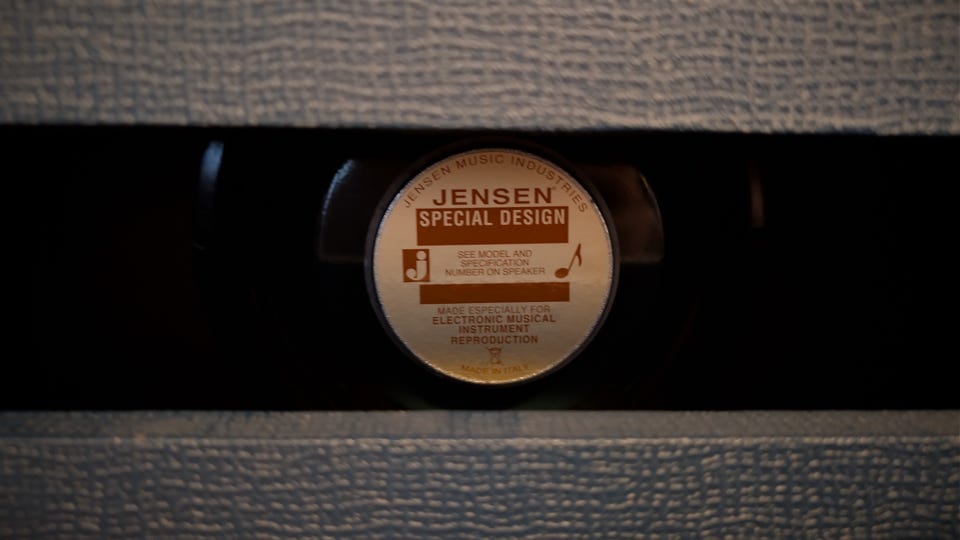 JENSEN MUSIC INDUSTRIES
JENSEN®
SPECIAL DESIGN
j
SEE MODEL AND
SPECIFICATION
NUMBER ON SPEAKER
MADE ESPECIALLY FOR
ELECTRONIC MUSICAL
INSTRUMENT
REPRODUCTION
MADE IN ITALY